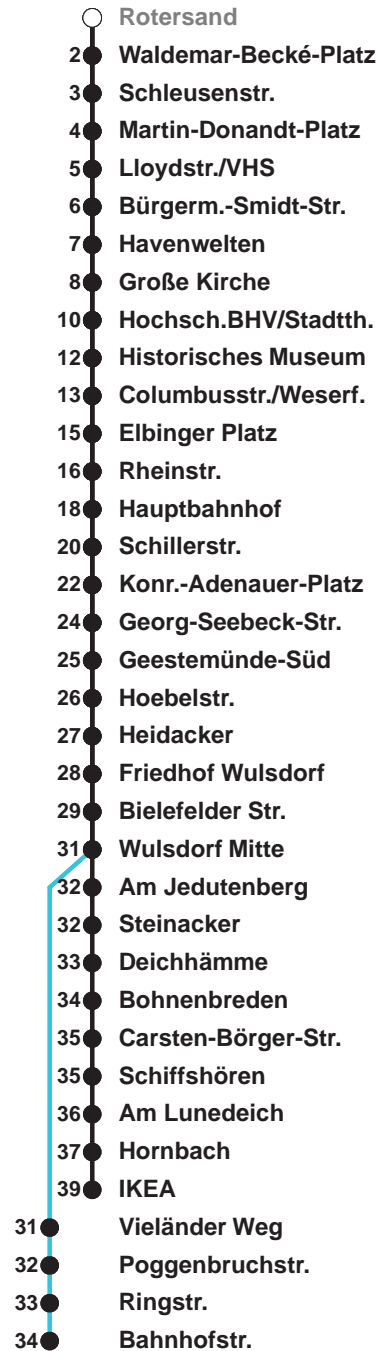 Rotersand
2 Waldemar-Becké-Platz
3 Schleusenstr.
4 Martin-Donandt-Platz
5 Lloydstr./VHS
6 Bürgerm.-Smidt-Str.
7 Havenwelten
8 Große Kirche
10 Hochsch.BHV/Stadtth.
12 Historisches Museum
13 Columbusstr./Weserf.
15 Elbinger Platz
16 Rheinstr.
18 Hauptbahnhof
20 Schillerstr.
22 Konr.-Adenauer-Platz
24 Georg-Seebeck-Str.
25 Geestemünde-Süd
26 Hoebelstr.
27 Heidacker
28 Friedhof Wulsdorf
29 Bielefelder Str.
31 Wulsdorf Mitte
32 Am Jedutenberg
32 Steinacker
33 Deichhämme
34 Bohnenbreden
35 Carsten-Börger-Str.
35 Schiffshören
36 Am Lunedeich
37 Hornbach
39 IKEA
31 Vieländer Weg
32 Poggenbruchstr.
33 Ringstr.
34 Bahnhofstr.